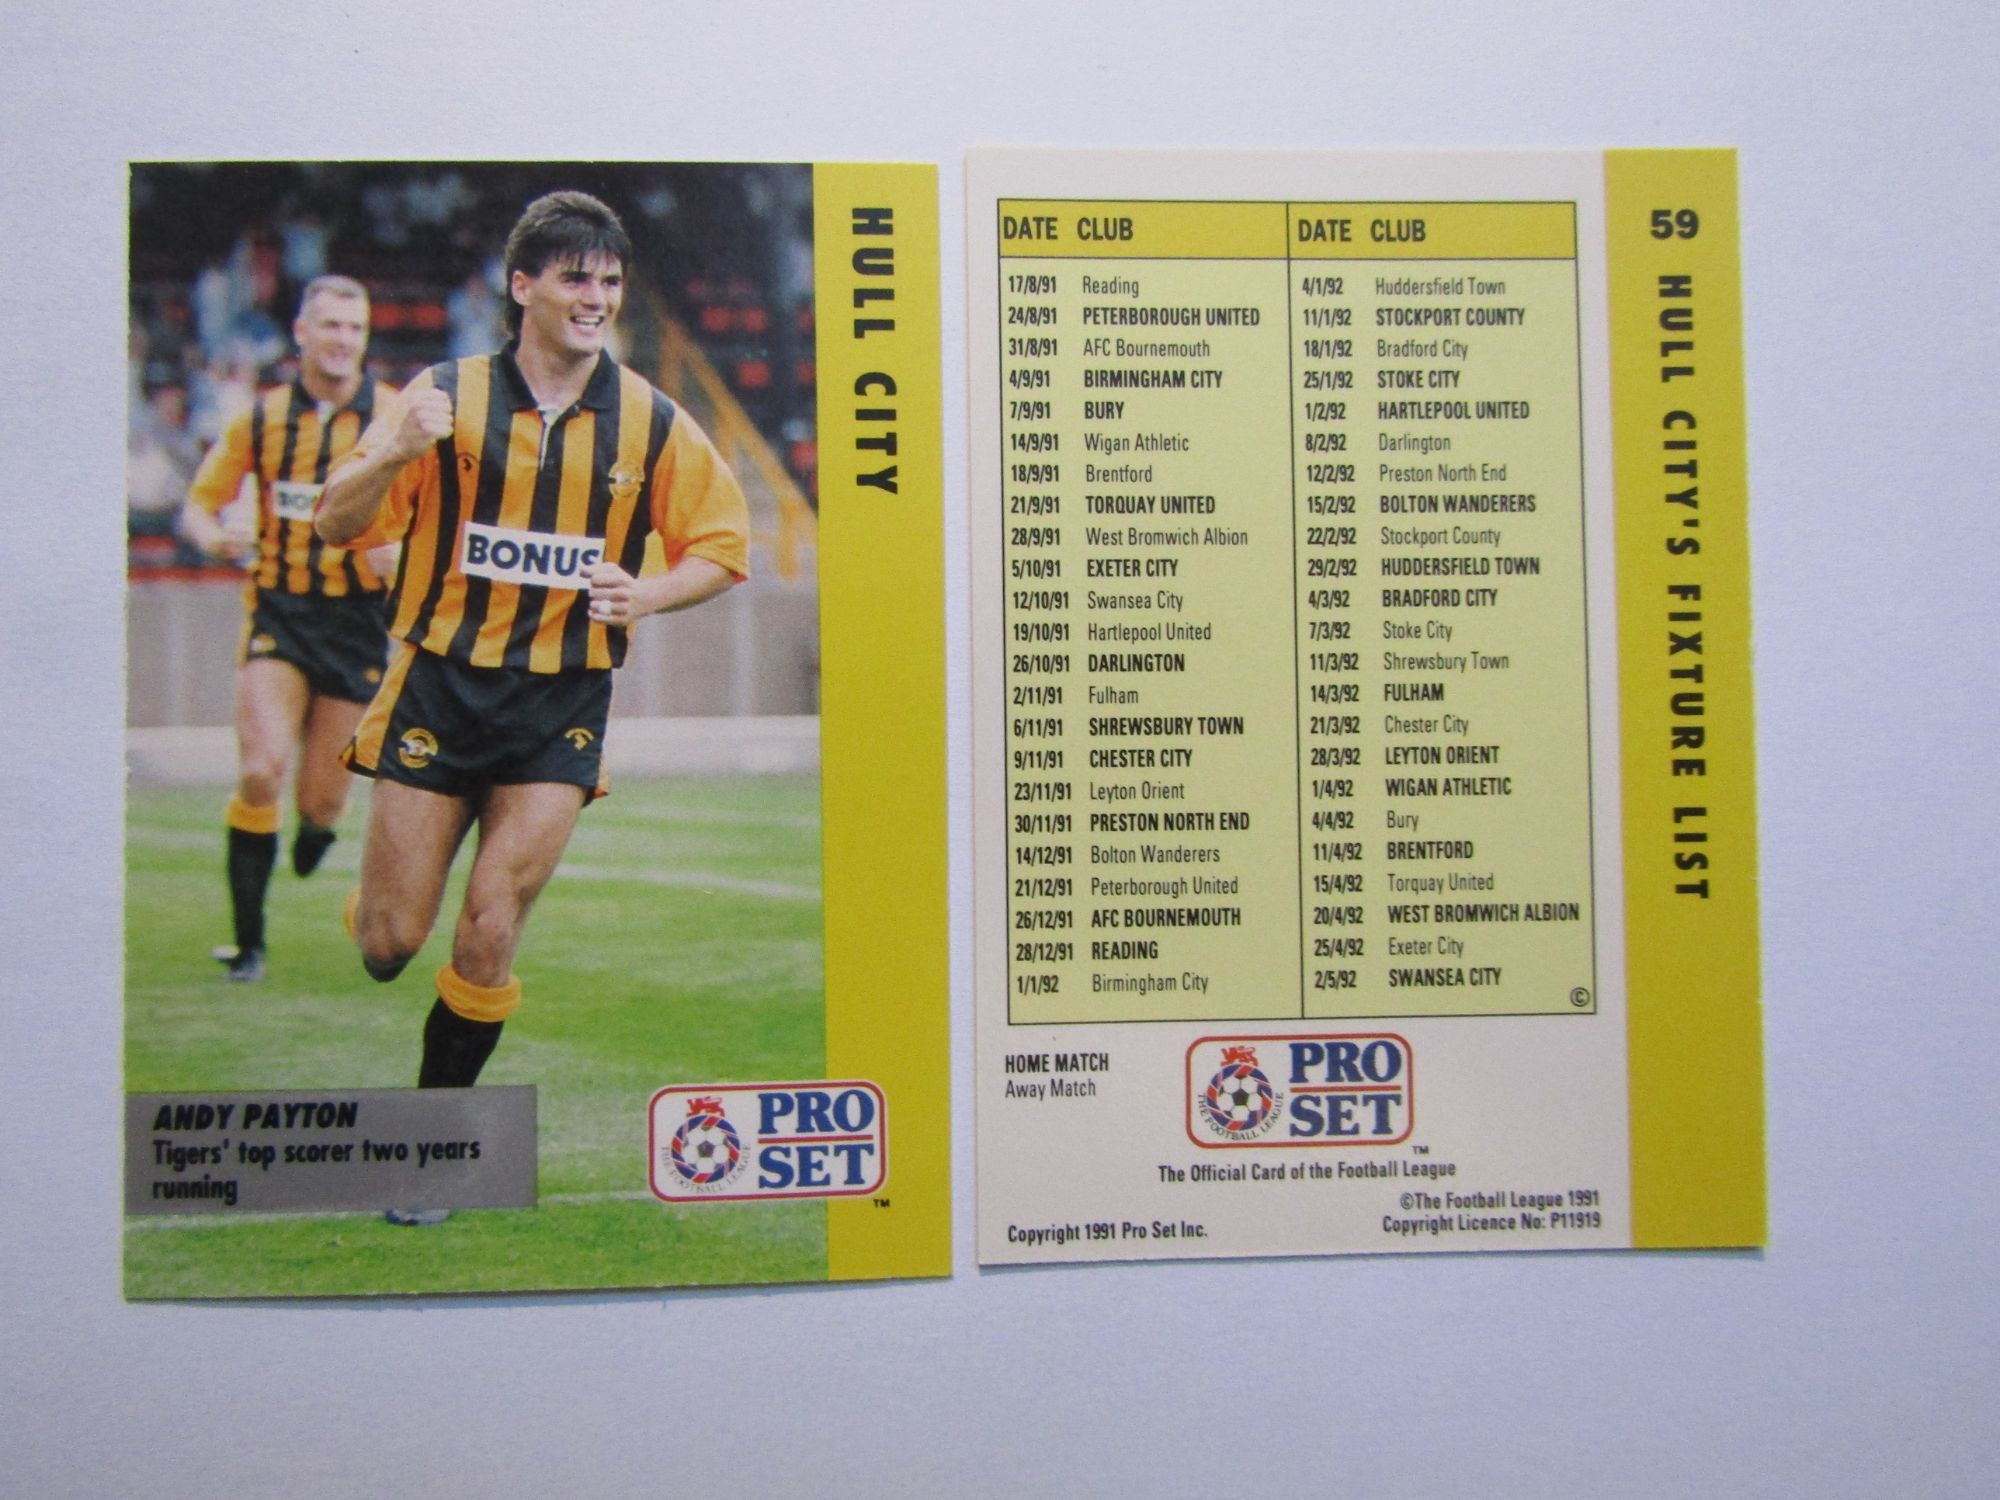 HULL CITY
BONUS
BON
ANDY PAYTON
Tigers' top scorer two years
running
THE FOOTBALL LEAGUE
PRO
SET
TM
59 HULL CITY'S FIXTURE LIST
DATE CLUB
17/8/91 Reading
24/8/91 PETERBOROUGH UNITED
31/8/91 AFC Bournemouth
4/9/91 BIRMINGHAM CITY
7/9/91 BURY
14/9/91 Wigan Athletic
18/9/91 Brentford
21/9/91 TORQUAY UNITED
28/9/91 West Bromwich Albion
5/10/91 EXETER CITY
12/10/91 Swansea City
19/10/91 Hartlepool United
26/10/91 DARLINGTON
2/11/91 Fulham
6/11/91 SHREWSBURY TOWN
9/11/91 CHESTER CITY
23/11/91 Leyton Orient
30/11/91 PRESTON NORTH END
14/12/91 Bolton Wanderers
21/12/91 Peterborough United
26/12/91 AFC BOURNEMOUTH
28/12/91 READING
1/1/92 Birmingham City
DATE CLUB
4/1/92 Huddersfield Town
11/1/92 STOCKPORT COUNTY
18/1/92 Bradford City
25/1/92 STOKE CITY
1/2/92 HARTLEPOOL UNITED
8/2/92 Darlington
12/2/92 Preston North End
15/2/92 BOLTON WANDERERS
22/2/92 Stockport County
29/2/92 HUDDERSFIELD TOWN
4/3/92 BRADFORD CITY
7/3/92 Stoke City
11/3/92 Shrewsbury Town
14/3/92 FULHAM
21/3/92 Chester City
28/3/92 LEYTON ORIENT
1/4/92 WIGAN ATHLETIC
4/4/92 Bury
11/4/92 BRENTFORD
15/4/92 Torquay United
20/4/92 WEST BROMWICH ALBION
25/4/92 Exeter City
2/5/92 SWANSEA CITY
©
HOME MATCH
Away Match
THE FOOTBALL LEAGUE
PRO
SET
TM
The Official Card of the Football League
©The Football League 1991
Copyright 1991 Pro Set Inc.
Copyright Licence No: P11919